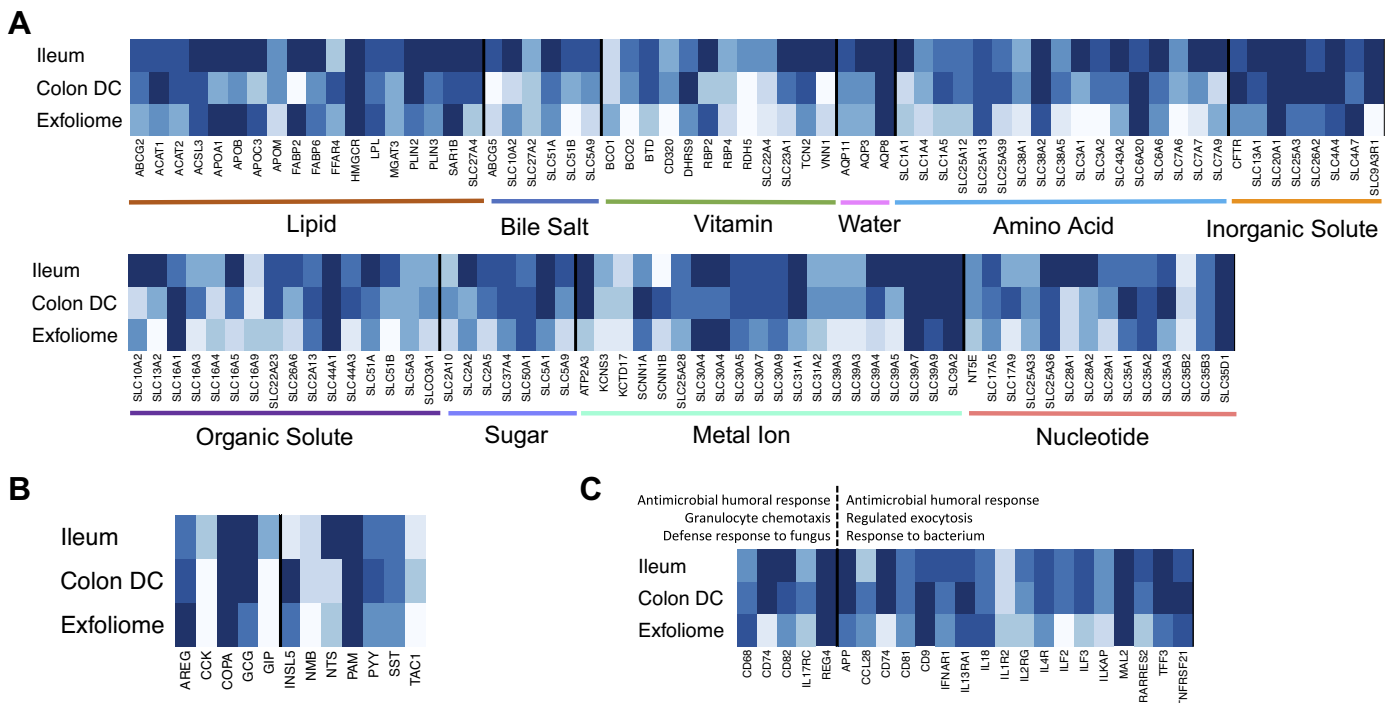 A
Ileum
Colon DC
Exfoliome
ABCG2 ACAT1 ACAT2 ACSL3 APOA1 APOB APOC3 APOM FABP2 FABP6 FFAR4 HMGCR LPL MGAT3 PLIN2 PLIN3 SAR1B SLC27A4 ABCG5 SLC10A2 SLC27A2 SLC51A SLC51B SLC5A9 BCO1 BCO2 BTD CD320 DHRS9 RBP2 RBP4 RDH5 SLC22A4 SLC23A1 TCN2 VNN1 AQP11 AQP3 AQP8 SLC1A1 SLC1A4 SLC1A5 SLC25A12 SLC25A13 SLC25A39 SLC38A1 SLC38A2 SLC38A5 SLC3A1 SLC3A2 SLC43A2 SLC6A20 SLC6A6 SLC7A6 SLC7A7 SLC7A9 CFTR SLC13A1 SLC20A1 SLC25A3 SLC26A2 SLC4A4 SLC4A7 SLC9A3R1
Lipid Bile Salt Vitamin Water Amino Acid Inorganic Solute
Ileum
Colon DC
Exfoliome
SLC10A2 SLC13A2 SLC16A1 SLC16A3 SLC16A4 SLC16A5 SLC16A9 SLC22A23 SLC26A6 SLC2A13 SLC44A1 SLC44A3 SLC51A SLC51B SLC5A3 SLCO3A1 SLC2A10 SLC2A2 SLC2A5 SLC37A4 SLC50A1 SLC5A1 SLC5A9 ATP2A3 KCNS3 KCTD17 SCNN1A SCNN1B SLC25A28 SLC30A4 SLC30A4 SLC30A5 SLC30A7 SLC30A9 SLC31A1 SLC31A2 SLC39A3 SLC39A3 SLC39A4 SLC39A5 SLC39A7 SLC39A9 SLC9A2 NT5E SLC17A5 SLC17A9 SLC25A33 SLC25A36 SLC28A1 SLC28A2 SLC29A1 SLC35A1 SLC35A2 SLC35A3 SLC35B2 SLC35B3 SLC35D1
Organic Solute Sugar Metal Ion Nucleotide
B
Ileum
Colon DC
Exfoliome
AREG CCK COPA GCG GIP INSL5 NMB NTS PAM PYY SST TAC1
C
Antimicrobial humoral response Antimicrobial humoral response
Granulocyte chemotaxis Regulated exocytosis
Defense response to fungus Response to bacterium
Ileum
Colon DC
Exfoliome
CD68 CD74 CD82 IL17RC REG4 APP CCL28 CD74 CD81 CD9 IFNAR1 IL13RA1 IL18 IL1R2 IL2RG IL4R ILF2 ILF3 ILKAP MAL2 RARRES2 TFF3 TNFRSF21